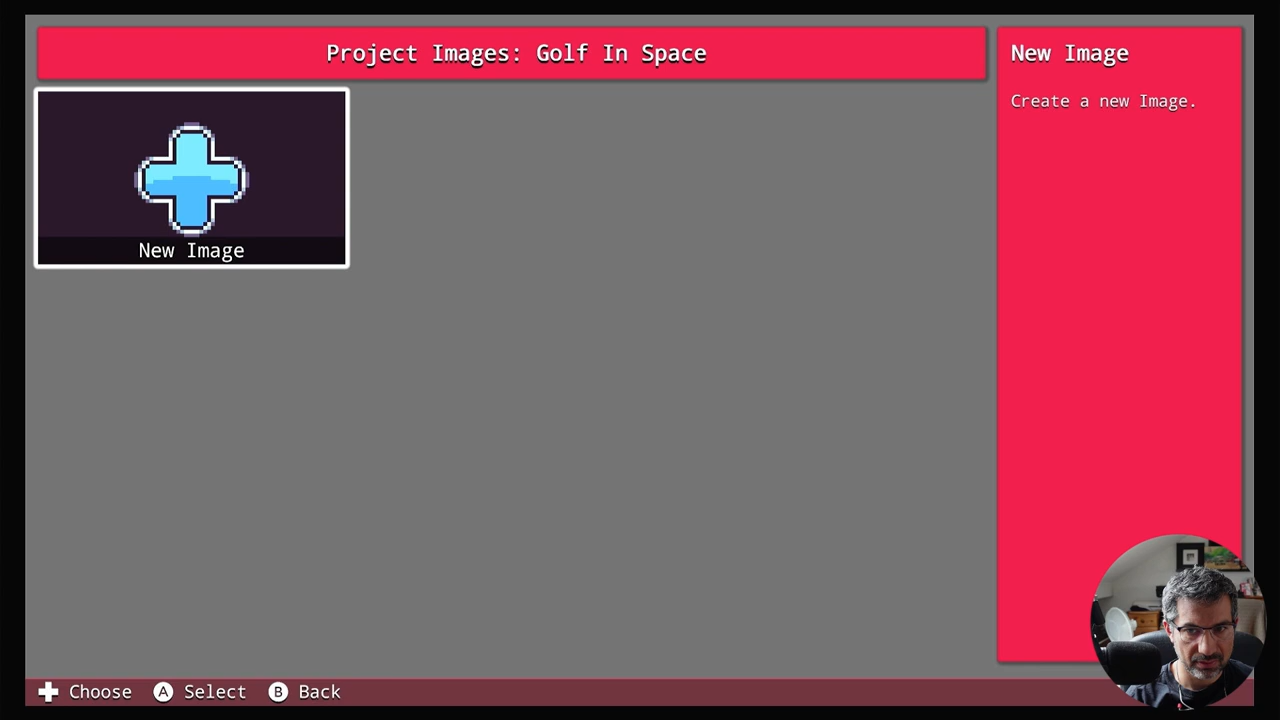 Project Images: Golf In Space
New Image
Create a new Image.
New Image
Choose
A Select
B Back